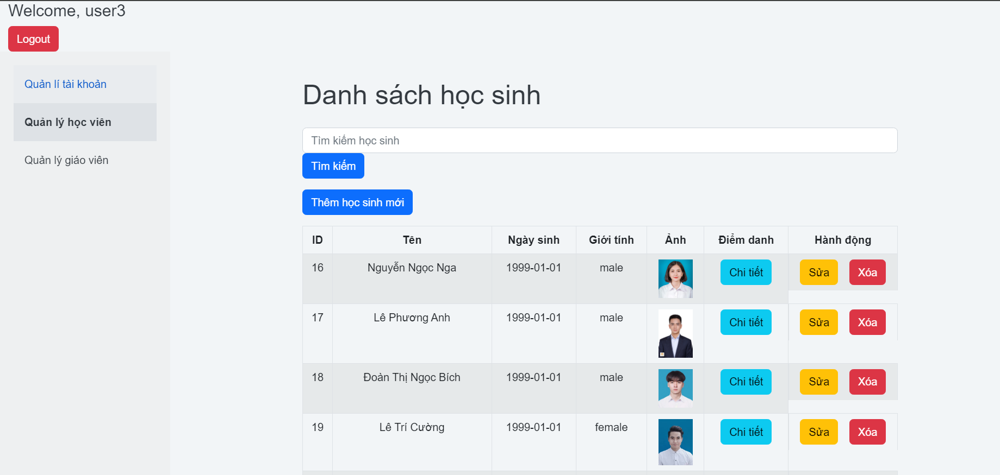 Welcome, user3
Logout
Quản lí tài khoản
Quản lý học viên
Quản lý giáo viên
Danh sách học sinh
Tìm kiếm học sinh
Tìm kiếm
Thêm học sinh mới
ID Tên Ngày sinh Giới tính Ảnh Điểm danh Hành động
16 Nguyễn Ngọc Nga 1999-01-01 male Chi tiết Sửa Xóa
17 Lê Phương Anh 1999-01-01 male Chi tiết Sửa Xóa
18 Đoàn Thị Ngọc Bích 1999-01-01 male Chi tiết Sửa Xóa
19 Lê Trí Cường 1999-01-01 female Chi tiết Sửa Xóa